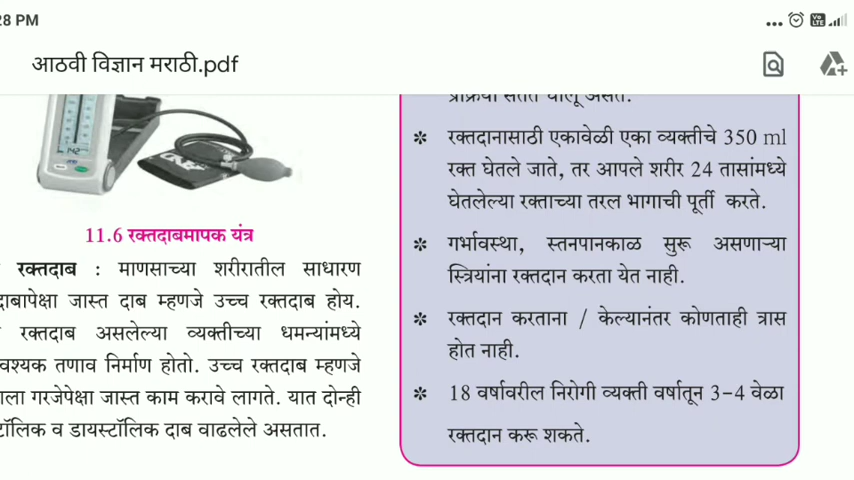 28 PM
आठवी विज्ञान मराठी.pdf
142
11.6 रक्तदाबमापक यंत्र
रक्तदाब : माणसाच्या शरीरातील साधारण
दाबापेक्षा जास्त दाब म्हणजे उच्च रक्तदाब होय.
रक्तदाब असलेल्या व्यक्तीच्या धमन्यांमध्ये
वश्यक तणाव निर्माण होतो. उच्च रक्तदाब म्हणजे
ाला गरजेपेक्षा जास्त काम करावे लागते. यात दोन्ही
टॉलिक व डायस्टॉलिक दाब वाढलेले असतात.
प्रक्रिया सतत चालू असते.
* रक्तदानासाठी एकावेळी एका व्यक्तीचे 350 ml
रक्त घेतले जाते, तर आपले शरीर 24 तासांमध्ये
घेतलेल्या रक्ताच्या तरल भागाची पूर्ती करते.
* गर्भावस्था, स्तनपानकाळ सुरू असणाऱ्या
स्त्रियांना रक्तदान करता येत नाही.
* रक्तदान करताना / केल्यानंतर कोणताही त्रास
होत नाही.
* 18 वर्षावरील निरोगी व्यक्ती वर्षातून 3-4 वेळा
रक्तदान करू शकते.